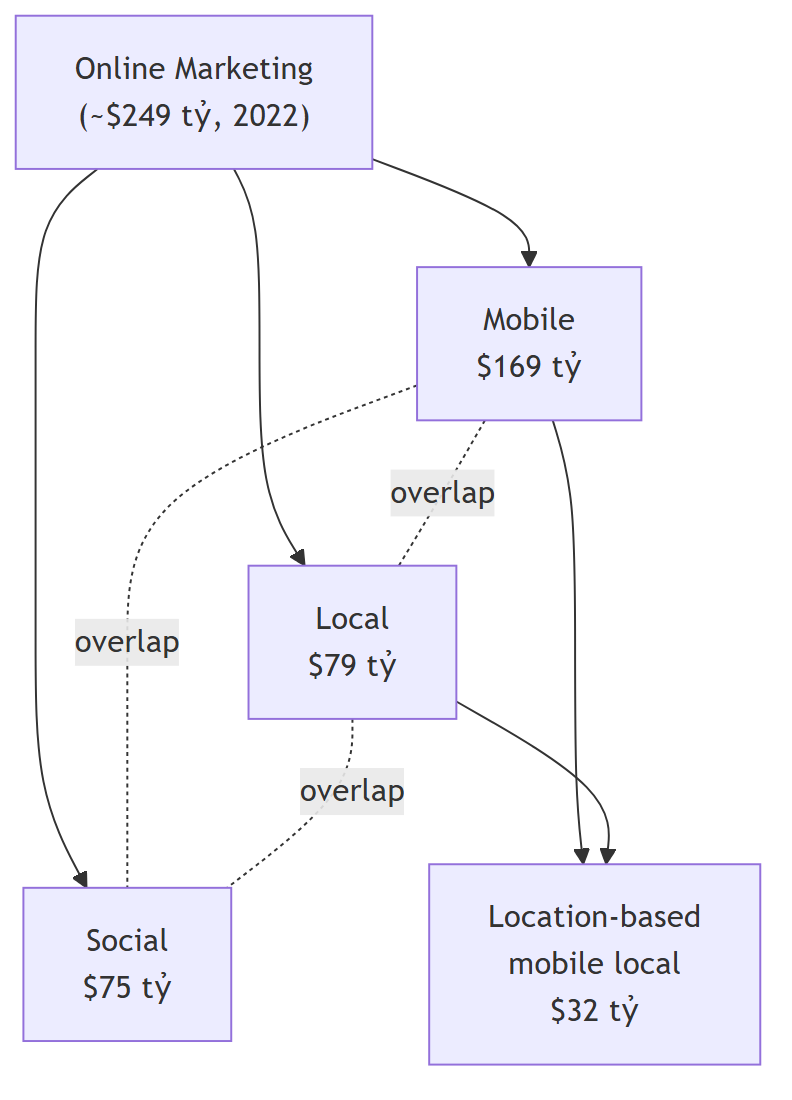 Online Marketing
(~$249 tỷ, 2022)
Mobile
$169 tỷ
overlap
Local
$79 tỷ
overlap
overlap
Social
$75 tỷ
Location-based
mobile local
$32 tỷ